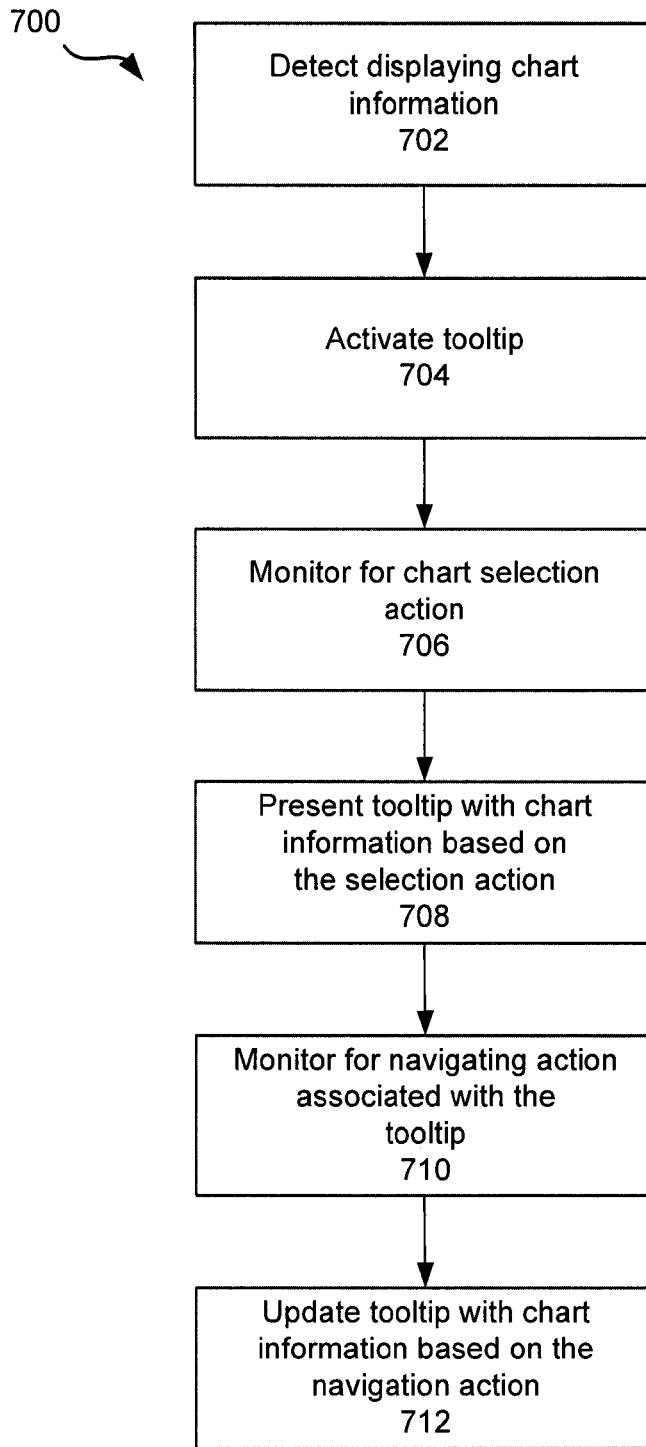 700
Detect displaying chart
information
702
Activate tooltip
704
Monitor for chart selection
action
706
Present tooltip with chart
information based on
the selection action
708
Monitor for navigating action
associated with the
tooltip
710
Update tooltip with chart
information based on the
navigation action
712